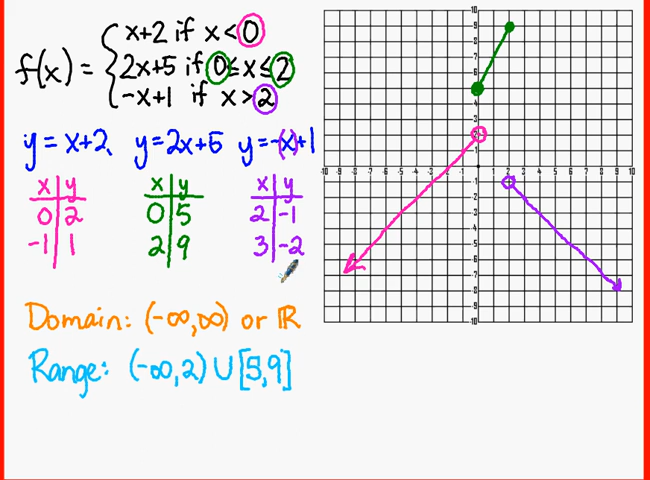 f(x) = { x+2 if x<0
2x+5 if 0≤x≤2
-x+1 if x>2
y=x+2, y=2x+5 y=-(x)+1
x y x y x y
0 2 0 5 2 -1
-1 1 2 9 3 -2
Domain: (-∞,∞) or ℝ
Range: (-∞,2) ∪ [5,9]